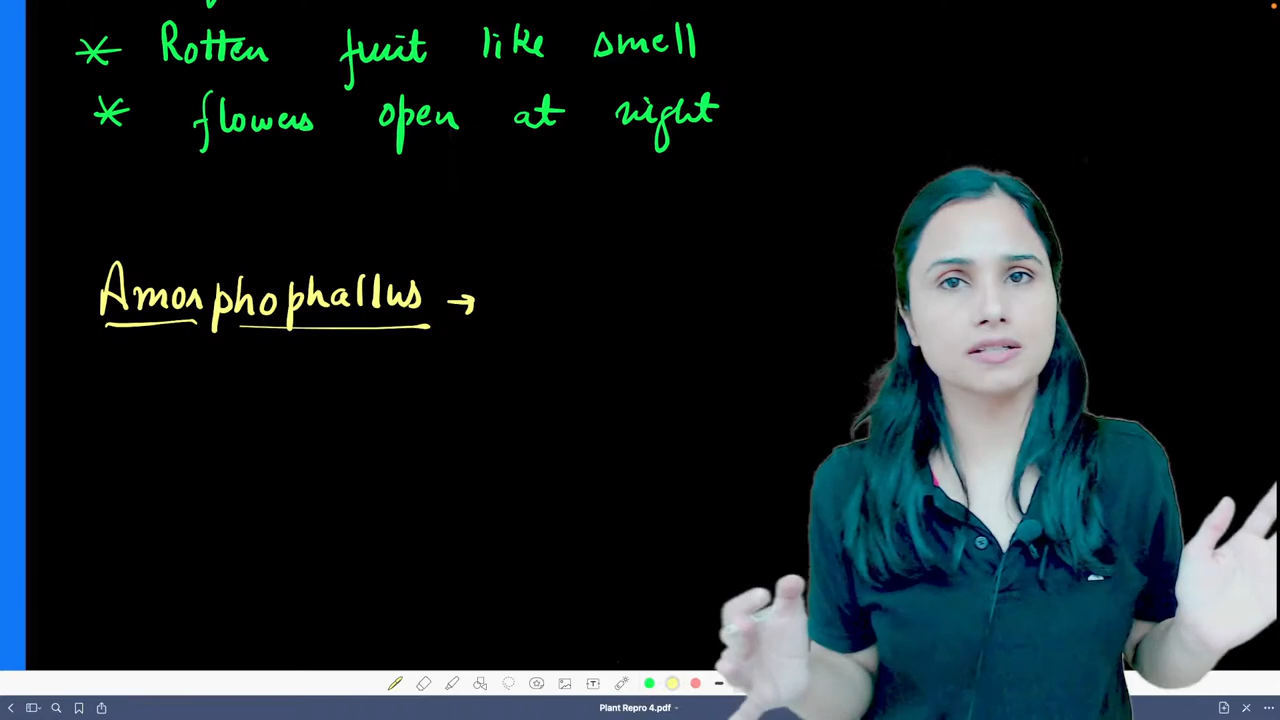 * Rotten fruit like smell
* flowers open at night
Amorphophallus →
Plant Repro 4.pdf